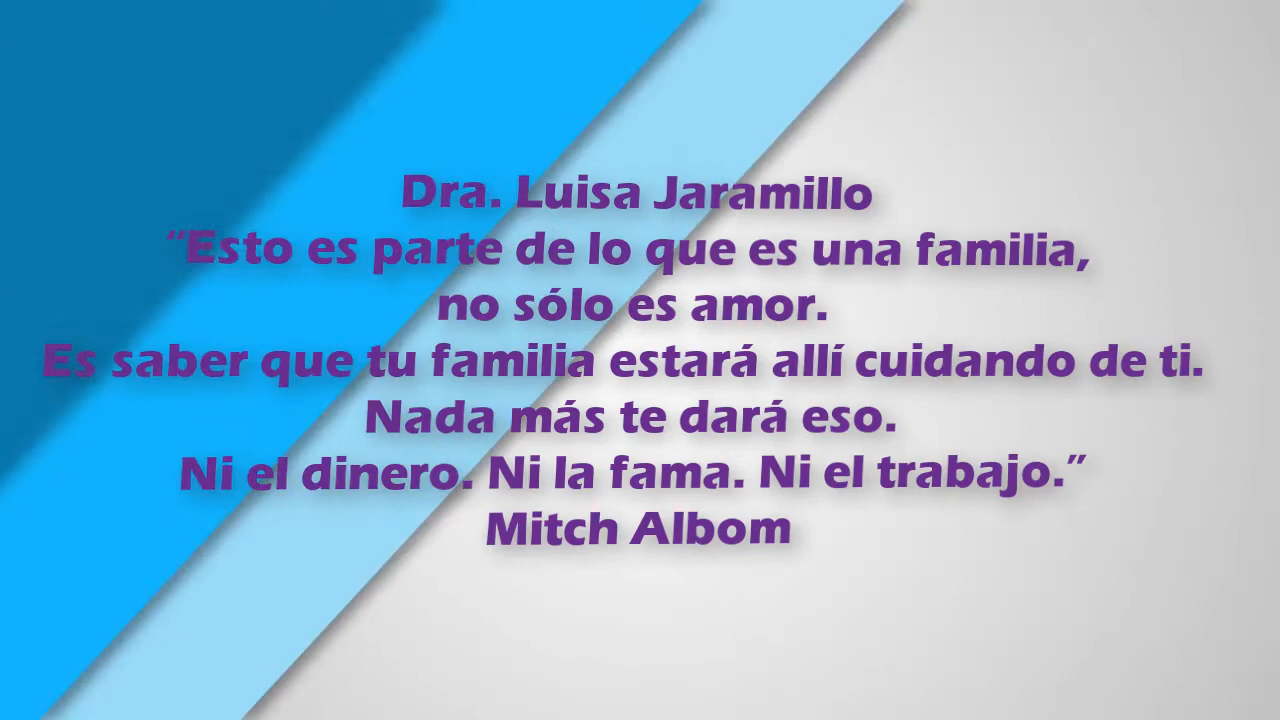 Dra. Luisa Jaramillo
“Esto es parte de lo que es una familia,
no sólo es amor.
Es saber que tu familia estará allí cuidando de ti.
Nada más te dará eso.
Ni el dinero. Ni la fama. Ni el trabajo.”
Mitch Albom